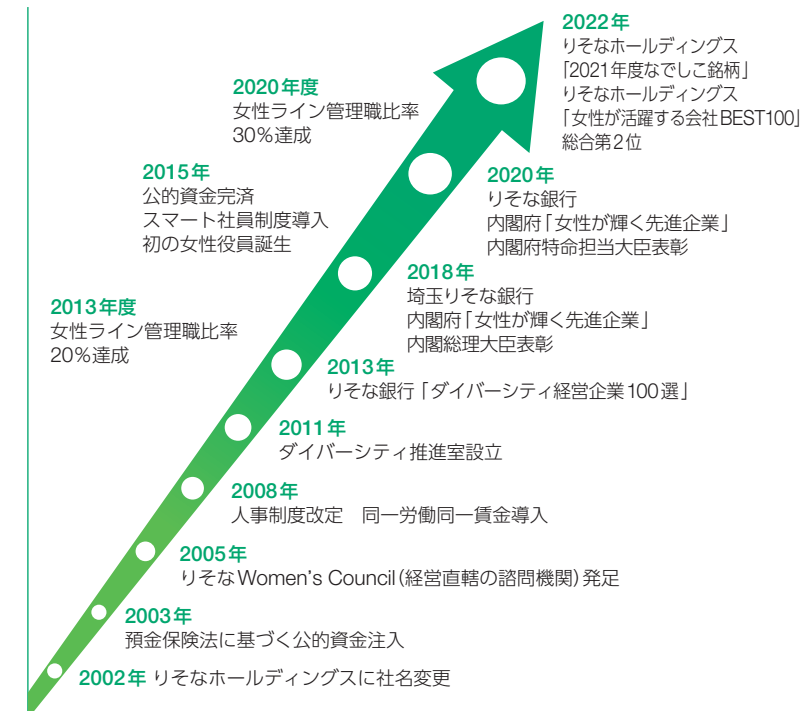 2022年
りそなホールディングス
「2021年度なでしこ銘柄」
りそなホールディングス
「女性が活躍する会社BEST100」
総合第2位
2020年度
女性ライン管理職比率
30％達成
2015年
公的資金完済
スマート社員制度導入
初の女性役員誕生
2020年
りそな銀行
内閣府「女性が輝く先進企業」
内閣府特命担当大臣表彰
2018年
埼玉りそな銀行
内閣府「女性が輝く先進企業」
内閣総理大臣表彰
2013年度
女性ライン管理職比率
20％達成
2013年
りそな銀行「ダイバーシティ経営企業100選」
2011年
ダイバーシティ推進室設立
2008年
人事制度改定　同一労働同一賃金導入
2005年
りそなWomen's Council（経営直轄の諮問機関）発足
2003年
預金保険法に基づく公的資金注入
2002年 りそなホールディングスに社名変更